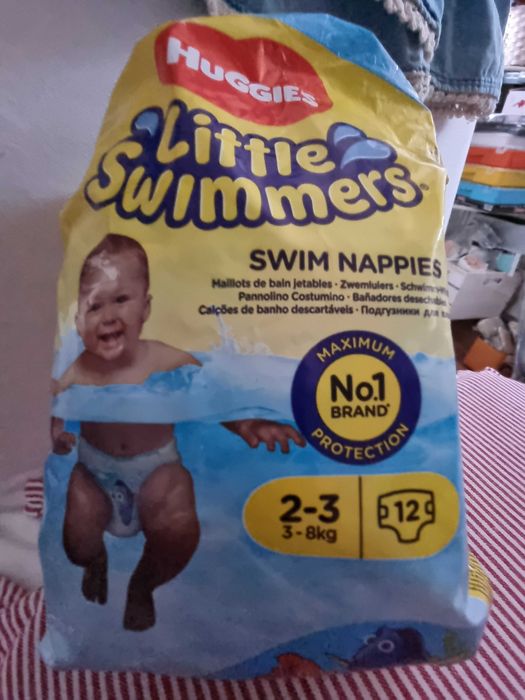 HUGGIES
Little
Swimmers
SWIM NAPPIES
Maillots de bain jetables • Zwemluiers •
Pannolino Costumino • Bañadores
Calções de banho descartáveis • Подгузники для
MAXIMUM
No.1
BRAND*
PROTECTION
2-3
3-8kg
12